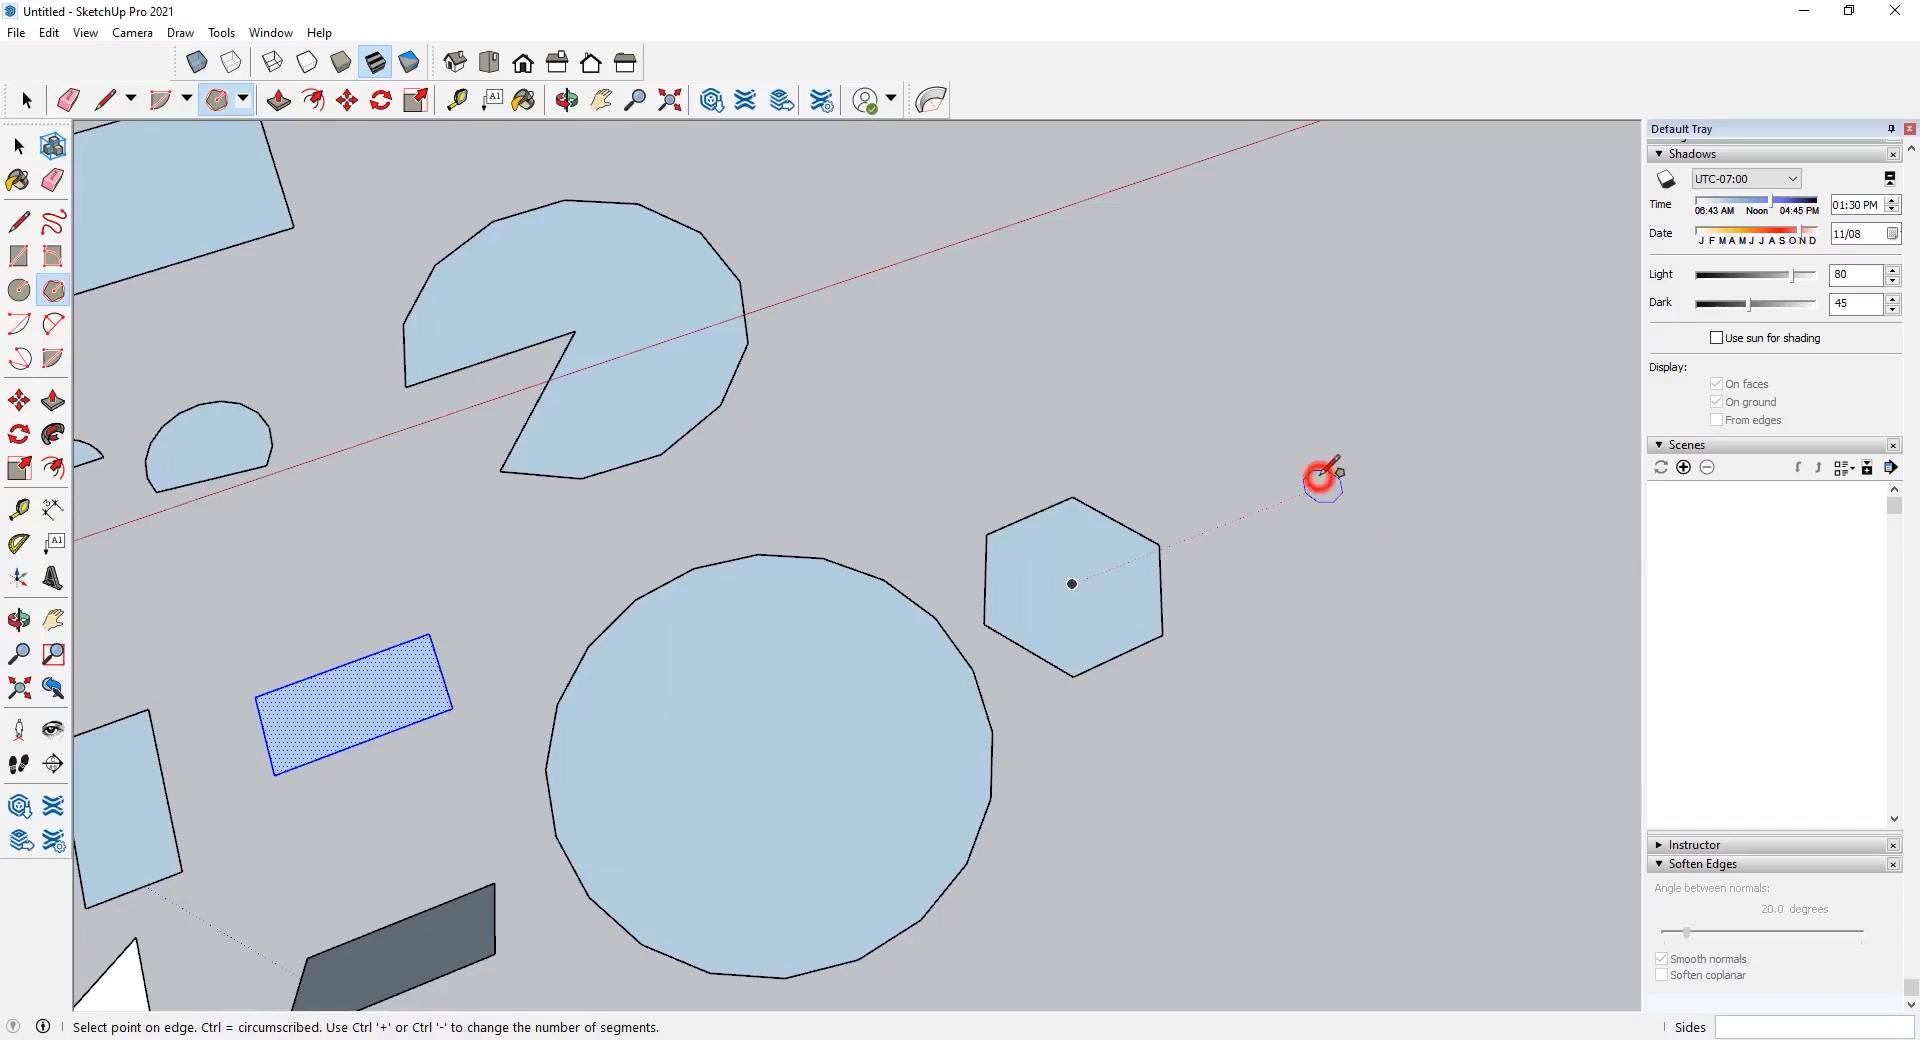 Untitled - SketchUp Pro 2021
File Edit View Camera Draw Tools Window Help
A1
Default Tray
Shadows
UTC-07:00
Time 01:30 PM
06:43 AM Noon 04:45 PM
Date 11/08
J F M A M J J A S O N D
Light 80
Dark 45
Use sun for shading
Display:
On faces
On ground
From edges
Scenes
A1
Instructor
Soften Edges
Angle between normals:
20.0 degrees
Smooth normals
Soften coplanar
Select point on edge. Ctrl = circumscribed. Use Ctrl '+' or Ctrl '-' to change the number of segments.
Sides